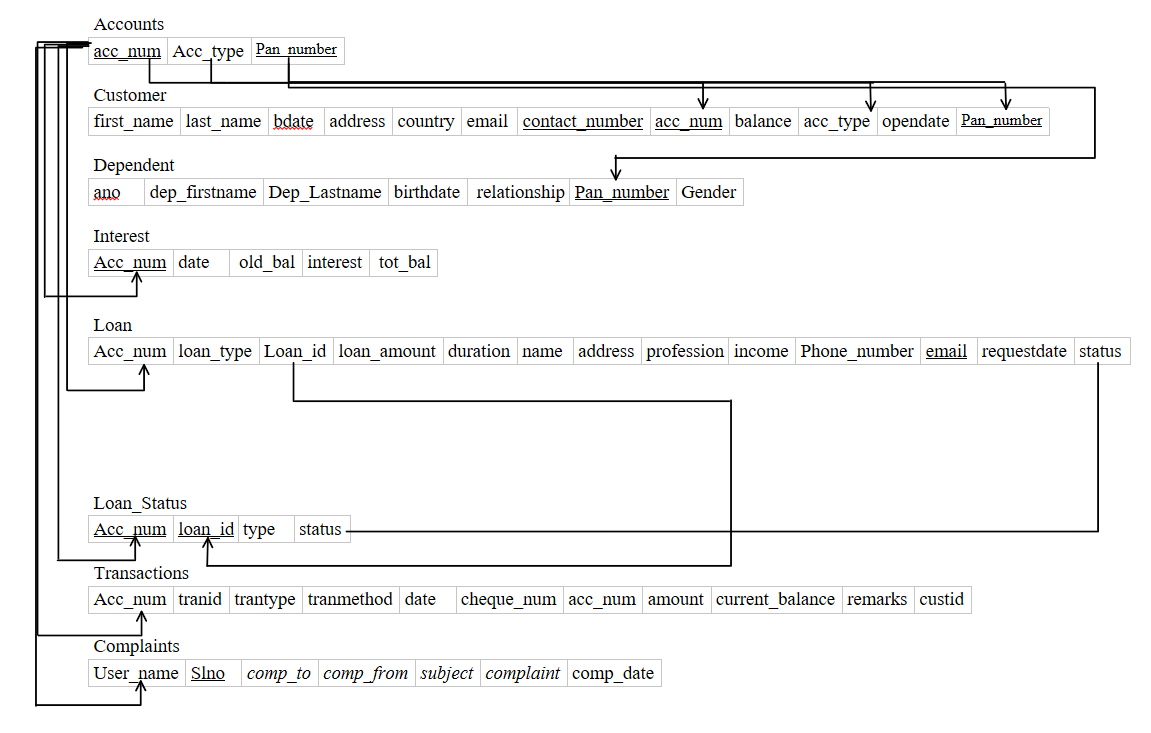 Accounts
acc_num Acc_type Pan_number
Customer
first_name last_name bdate address country email contact_number acc_num balance acc_type opendate Pan_number
Dependent
ano dep_firstname Dep_Lastname birthdate relationship Pan_number Gender
Interest
Acc_num date old_bal interest tot_bal
Loan
Acc_num loan_type Loan_id loan_amount duration name address profession income Phone_number email requestdate status
Loan_Status
Acc_num loan_id type status
Transactions
Acc_num tranid trantype tranmethod date cheque_num acc_num amount current_balance remarks custid
Complaints
User_name Slno comp_to comp_from subject complaint comp_date